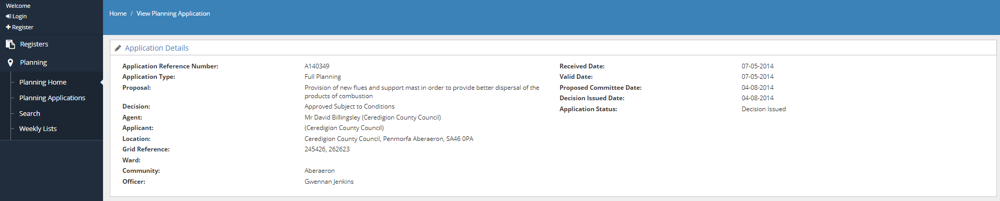 Welcome
Login
Register
Registers
Planning
Planning Home
Planning Applications
Search
Weekly Lists
Home / View Planning Application
Application Details
Application Reference Number: A140349
Application Type: Full Planning
Proposal: Provision of new flues and support mast in order to provide better dispersal of the
products of combustion
Decision: Approved Subject to Conditions
Agent: Mr David Billingsley (Ceredigion County Council)
Applicant: (Ceredigion County Council)
Location: Ceredigion County Council, Penmorfa Aberaeron, SA46 0PA
Grid Reference: 245426, 262623
Ward:
Community: Aberaeron
Officer: Gwennan Jenkins
Received Date: 07-05-2014
Valid Date: 07-05-2014
Proposed Committee Date: 04-08-2014
Decision Issued Date: 04-08-2014
Application Status: Decision Issued